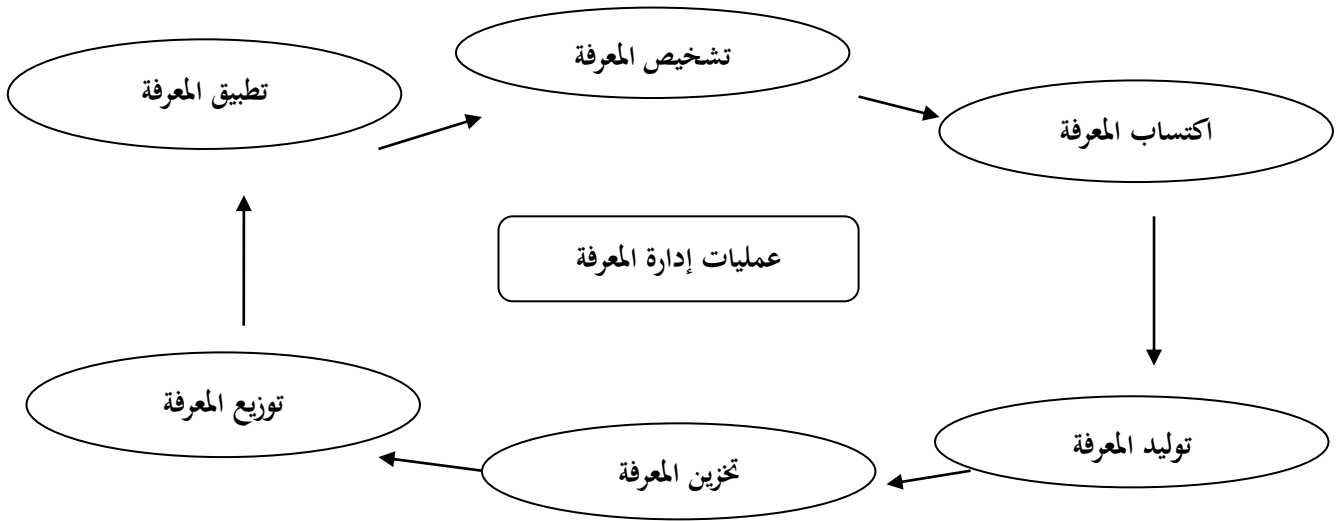 تشخيص المعرفة
تطبيق المعرفة
اكتساب المعرفة
عمليات إدارة المعرفة
توزيع المعرفة
توليد المعرفة
تخزين المعرفة